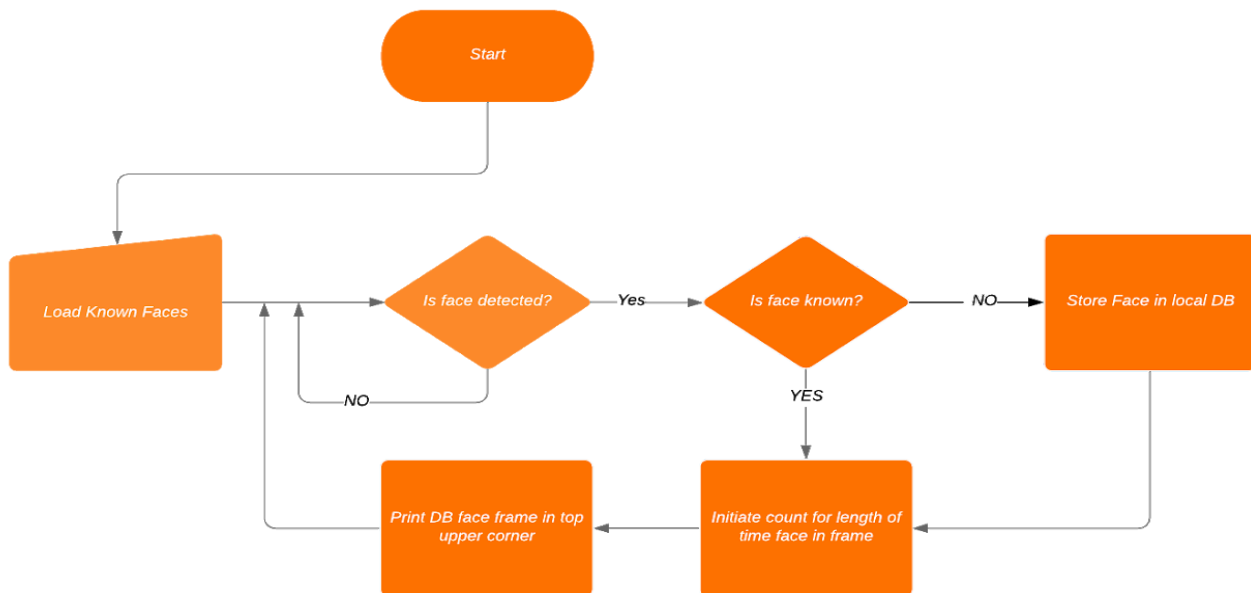 Start
Load Known Faces
Is face detected?
Yes
Is face known?
NO
Store Face in local DB
NO
YES
Print DB face frame in top
upper corner
Initiate count for length of
time face in frame